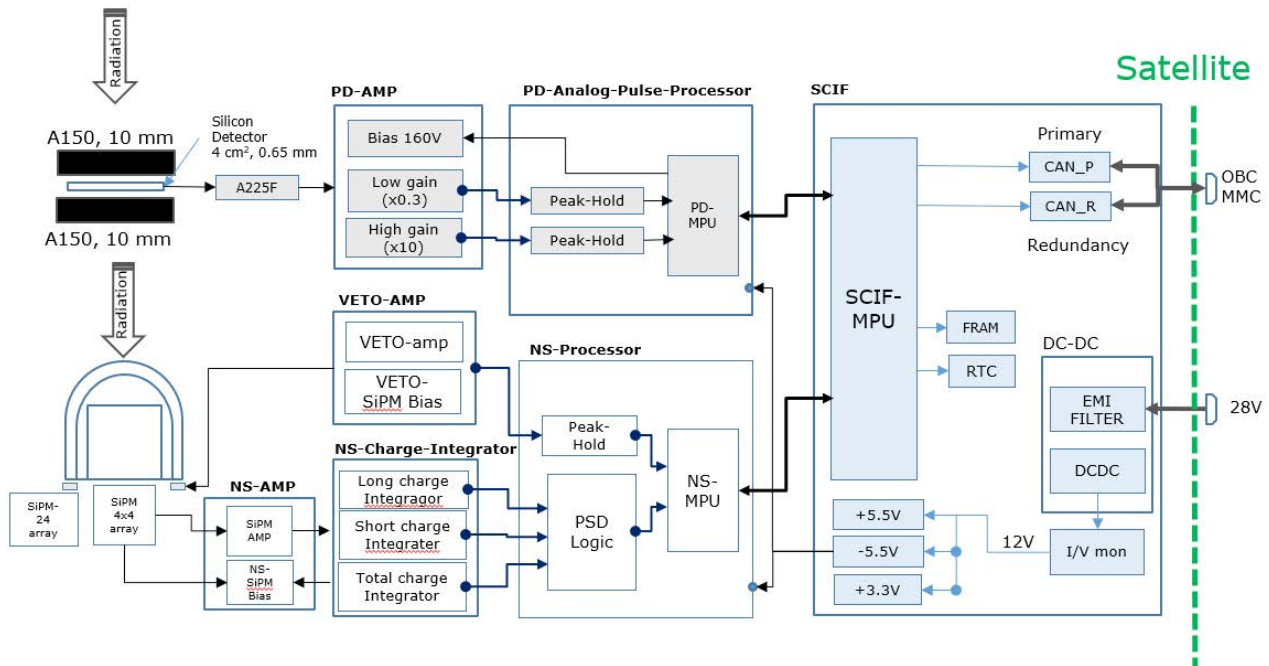 Radiation
A150, 10 mm
Silicon
Detector
4 cm², 0.65 mm
A150, 10 mm
A225F
PD-AMP
Bias 160V
Low gain
(x0.3)
High gain
(x10)
PD-Analog-Pulse-Processor
Peak-Hold
Peak-Hold
PD-
MPU
SCIF
SCIF-
MPU
Primary
CAN_P
CAN_R
Redundancy
FRAM
RTC
DC-DC
EMI
FILTER
DCDC
I/V mon
12V
+5.5V
-5.5V
+3.3V
Satellite
OBC
MMC
28V
Radiation
VETO-AMP
VETO-amp
VETO-
SiPM Bias
NS-Processor
Peak-
Hold
PSD
Logic
NS-
MPU
NS-Charge-Integrator
Long charge
Integragor
Short charge
Integrater
Total charge
Integrator
NS-AMP
SiPM
AMP
NS-
SiPM
Bias
SiPM-
24
array
SiPM
4x4
array